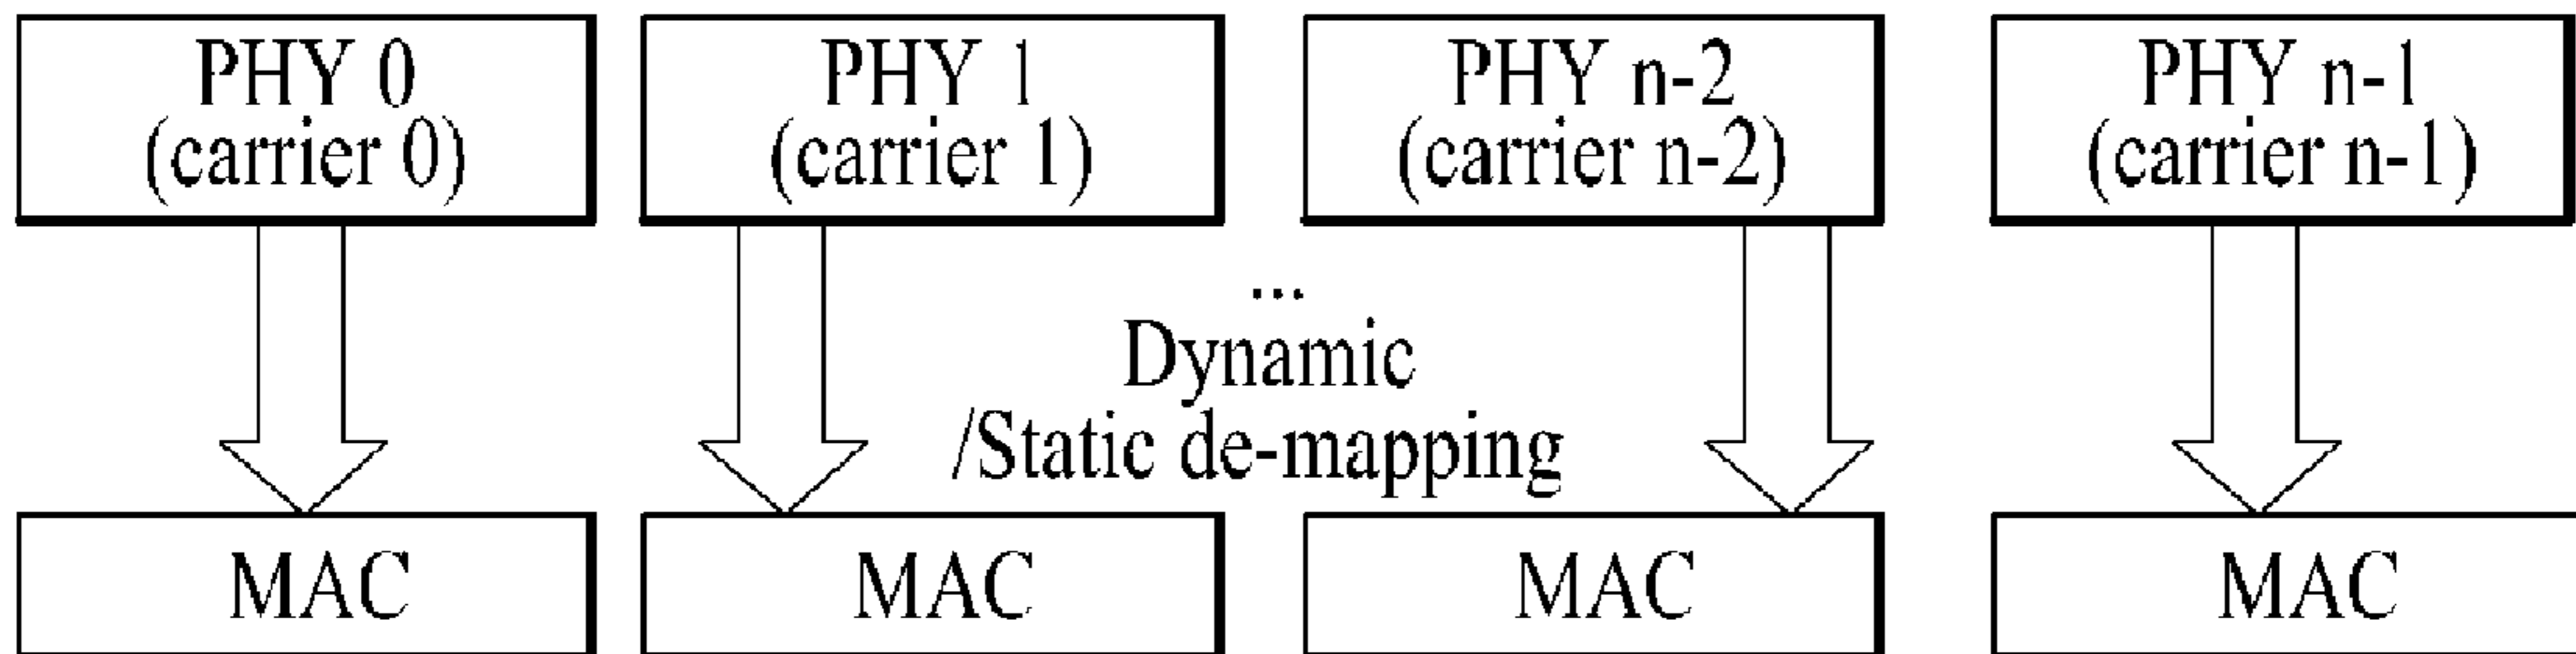 PHY 0
(carrier 0)
PHY 1
(carrier 1)
PHY n-2
(carrier n-2)
PHY n-1
(carrier n-1)
...
Dynamic
/Static de-mapping
MAC
MAC
MAC
MAC